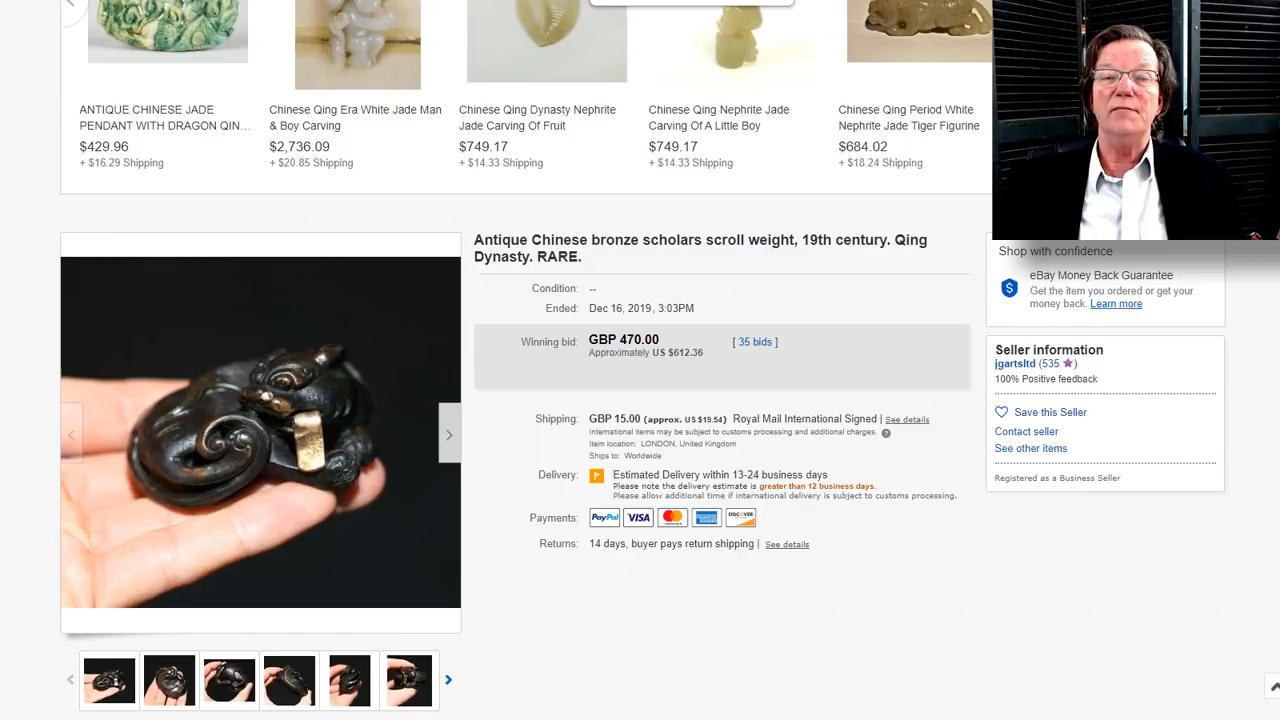 ANTIQUE CHINESE JADE
PENDANT WITH DRAGON QIN...
$429.96
+ $16.29 Shipping
Chinese Qing Era White Jade Man
& Boy Carving
$2,736.09
+ $20.85 Shipping
Chinese Qing Dynasty Nephrite
Jade Carving Of Fruit
$749.17
+ $14.33 Shipping
Chinese Qing Nephrite Jade
Carving Of A Little Boy
$749.17
+ $14.33 Shipping
Chinese Qing Period White
Nephrite Jade Tiger Figurine
$684.02
+ $18.24 Shipping
Antique Chinese bronze scholars scroll weight, 19th century. Qing
Dynasty. RARE.
Condition: --
Ended: Dec 16, 2019, 3:03PM
Winning bid: GBP 470.00 [ 35 bids ]
Approximately US $612.36
Shipping: GBP 15.00 (approx. US $19.54) Royal Mail International Signed | See details
International items may be subject to customs processing and additional charges.
Item location: LONDON, United Kingdom
Ships to: Worldwide
Delivery: Estimated Delivery within 13-24 business days
Please note the delivery estimate is greater than 12 business days.
Please allow additional time if international delivery is subject to customs processing.
Payments: PayPal VISA MasterCard DISCOVER
Returns: 14 days, buyer pays return shipping | See details
Shop with confidence
eBay Money Back Guarantee
Get the item you ordered or get your
money back. Learn more
Seller information
jgartsltd (535)
100% Positive feedback
Save this Seller
Contact seller
See other items
Registered as a Business Seller